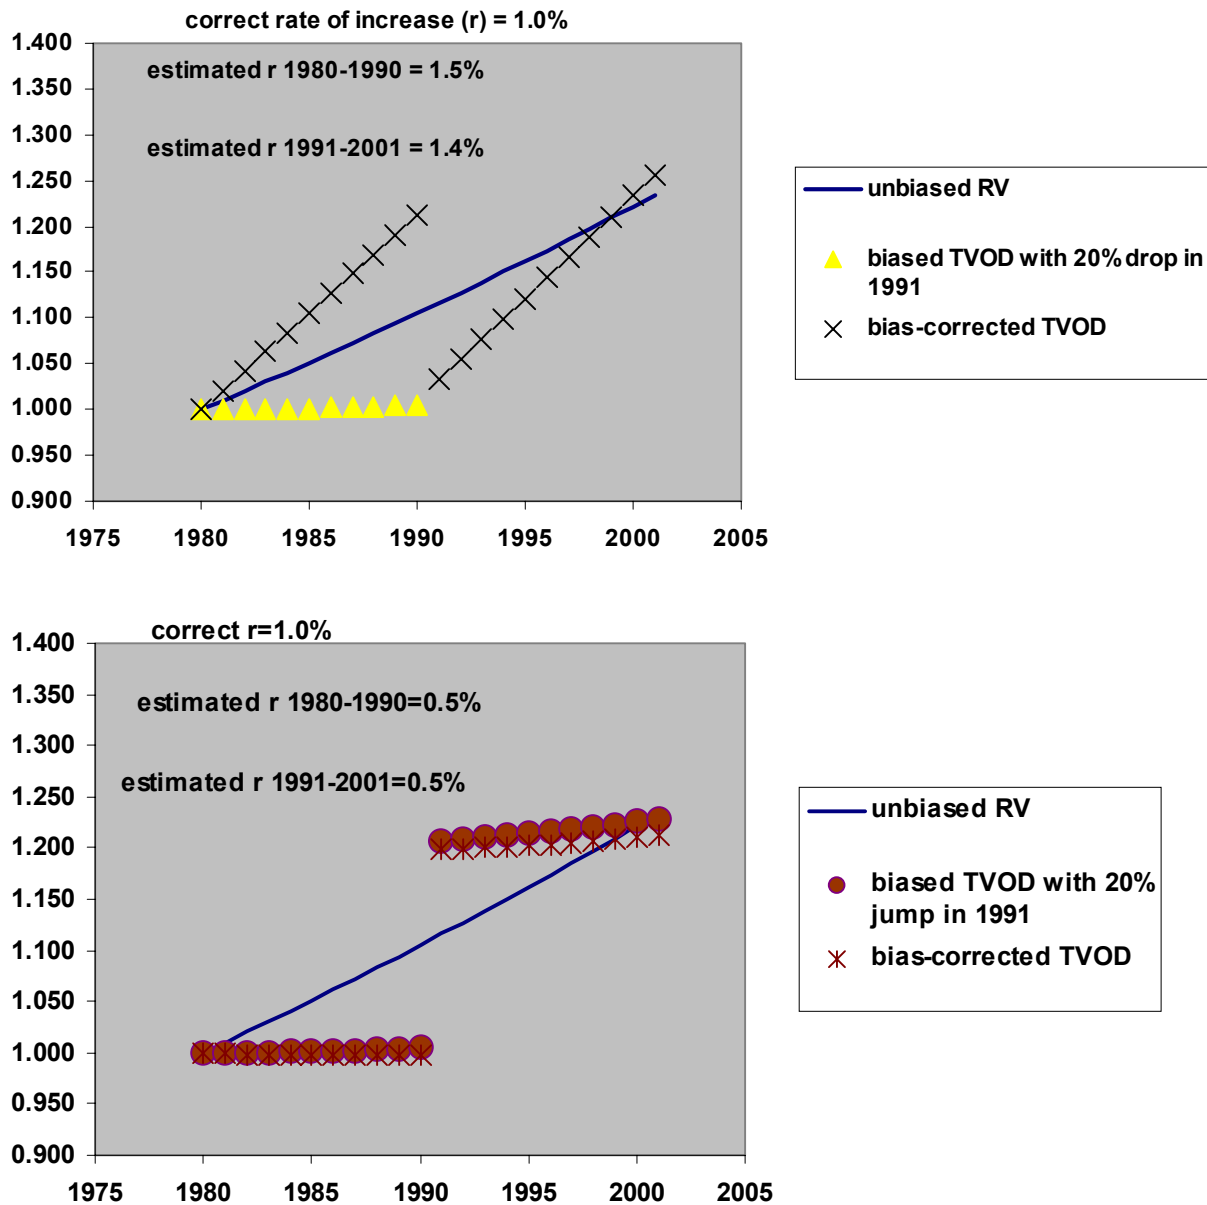 correct rate of increase (r) = 1.0%
1.400
estimated r 1980-1990 = 1.5%
1.350
1.300
estimated r 1991-2001 = 1.4%
1.250
1.200
1.150
1.100
1.050
1.000
0.950
0.900
1975 1980 1985 1990 1995 2000 2005
unbiased RV
biased TVOD with 20% drop in
1991
bias-corrected TVOD
correct r=1.0%
1.400
1.350
estimated r 1980-1990=0.5%
1.300
estimated r 1991-2001=0.5%
1.250
1.200
1.150
1.100
1.050
1.000
0.950
0.900
1975 1980 1985 1990 1995 2000 2005
unbiased RV
biased TVOD with 20%
jump in 1991
bias-corrected TVOD